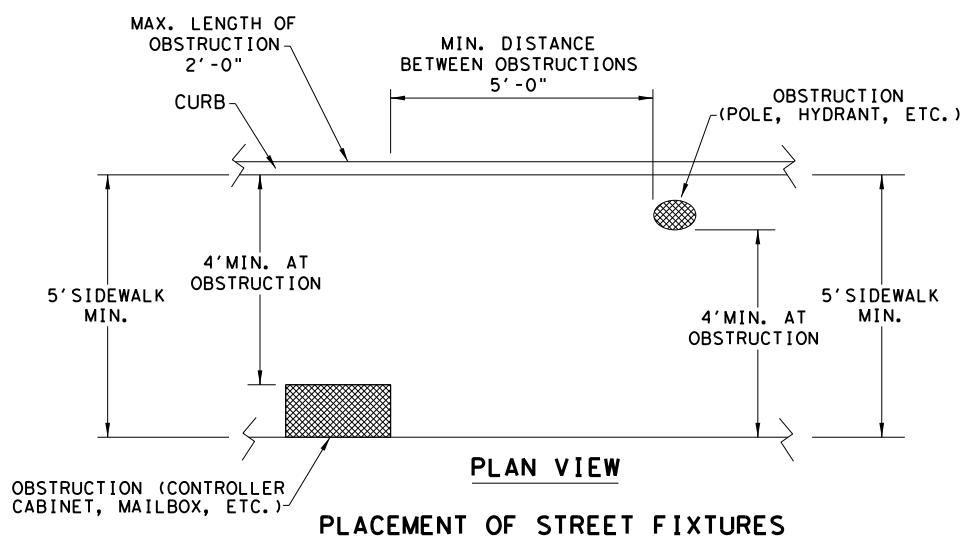 MAX. LENGTH OF
OBSTRUCTION
2'-0"
CURB
MIN. DISTANCE
BETWEEN OBSTRUCTIONS
5'-0"
OBSTRUCTION
(POLE, HYDRANT, ETC.)
4'MIN. AT
OBSTRUCTION
5'SIDEWALK
MIN.
4'MIN. AT
OBSTRUCTION
5'SIDEWALK
MIN.
OBSTRUCTION (CONTROLLER
CABINET, MAILBOX, ETC.)
PLAN VIEW
PLACEMENT OF STREET FIXTURES